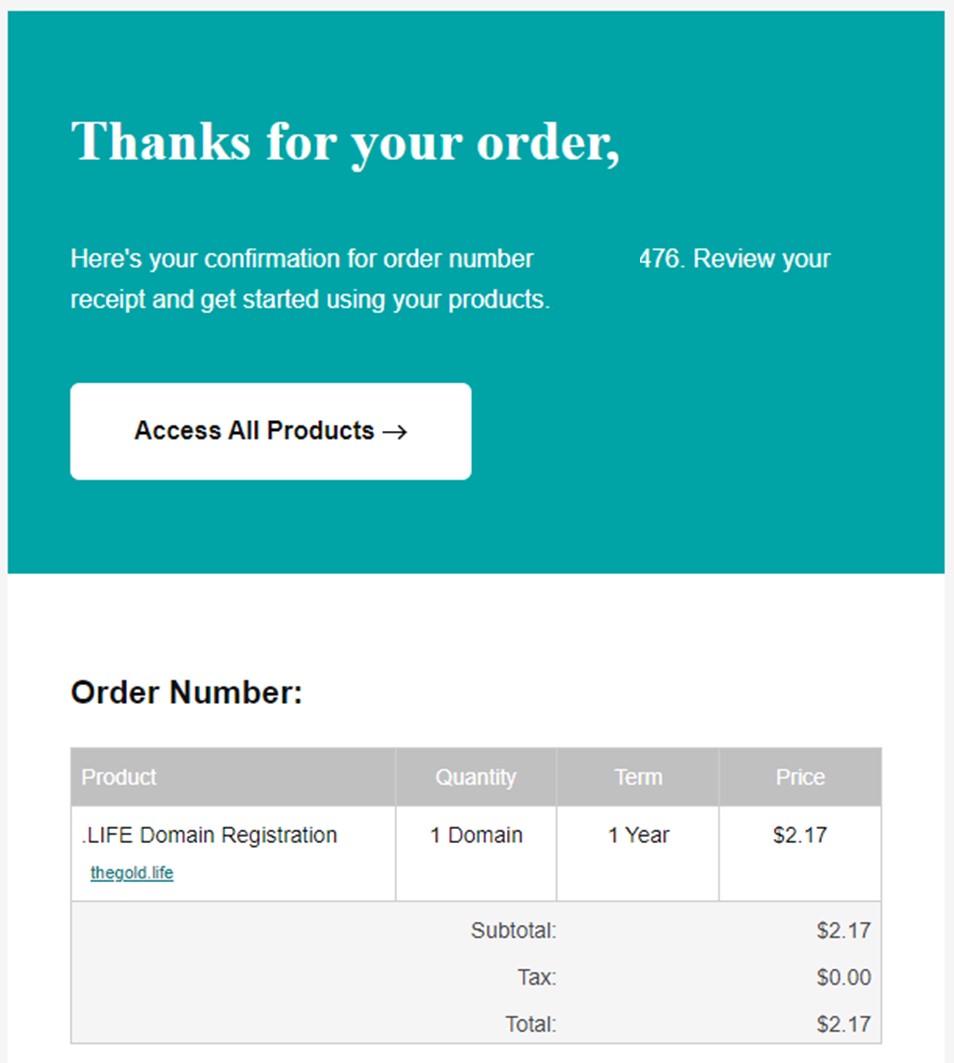 Thanks for your order,
Here's your confirmation for order number 476. Review your
receipt and get started using your products.
Access All Products →
Order Number:
Product Quantity Term Price
.LIFE Domain Registration 1 Domain 1 Year $2.17
thegold.life
Subtotal: $2.17
Tax: $0.00
Total: $2.17